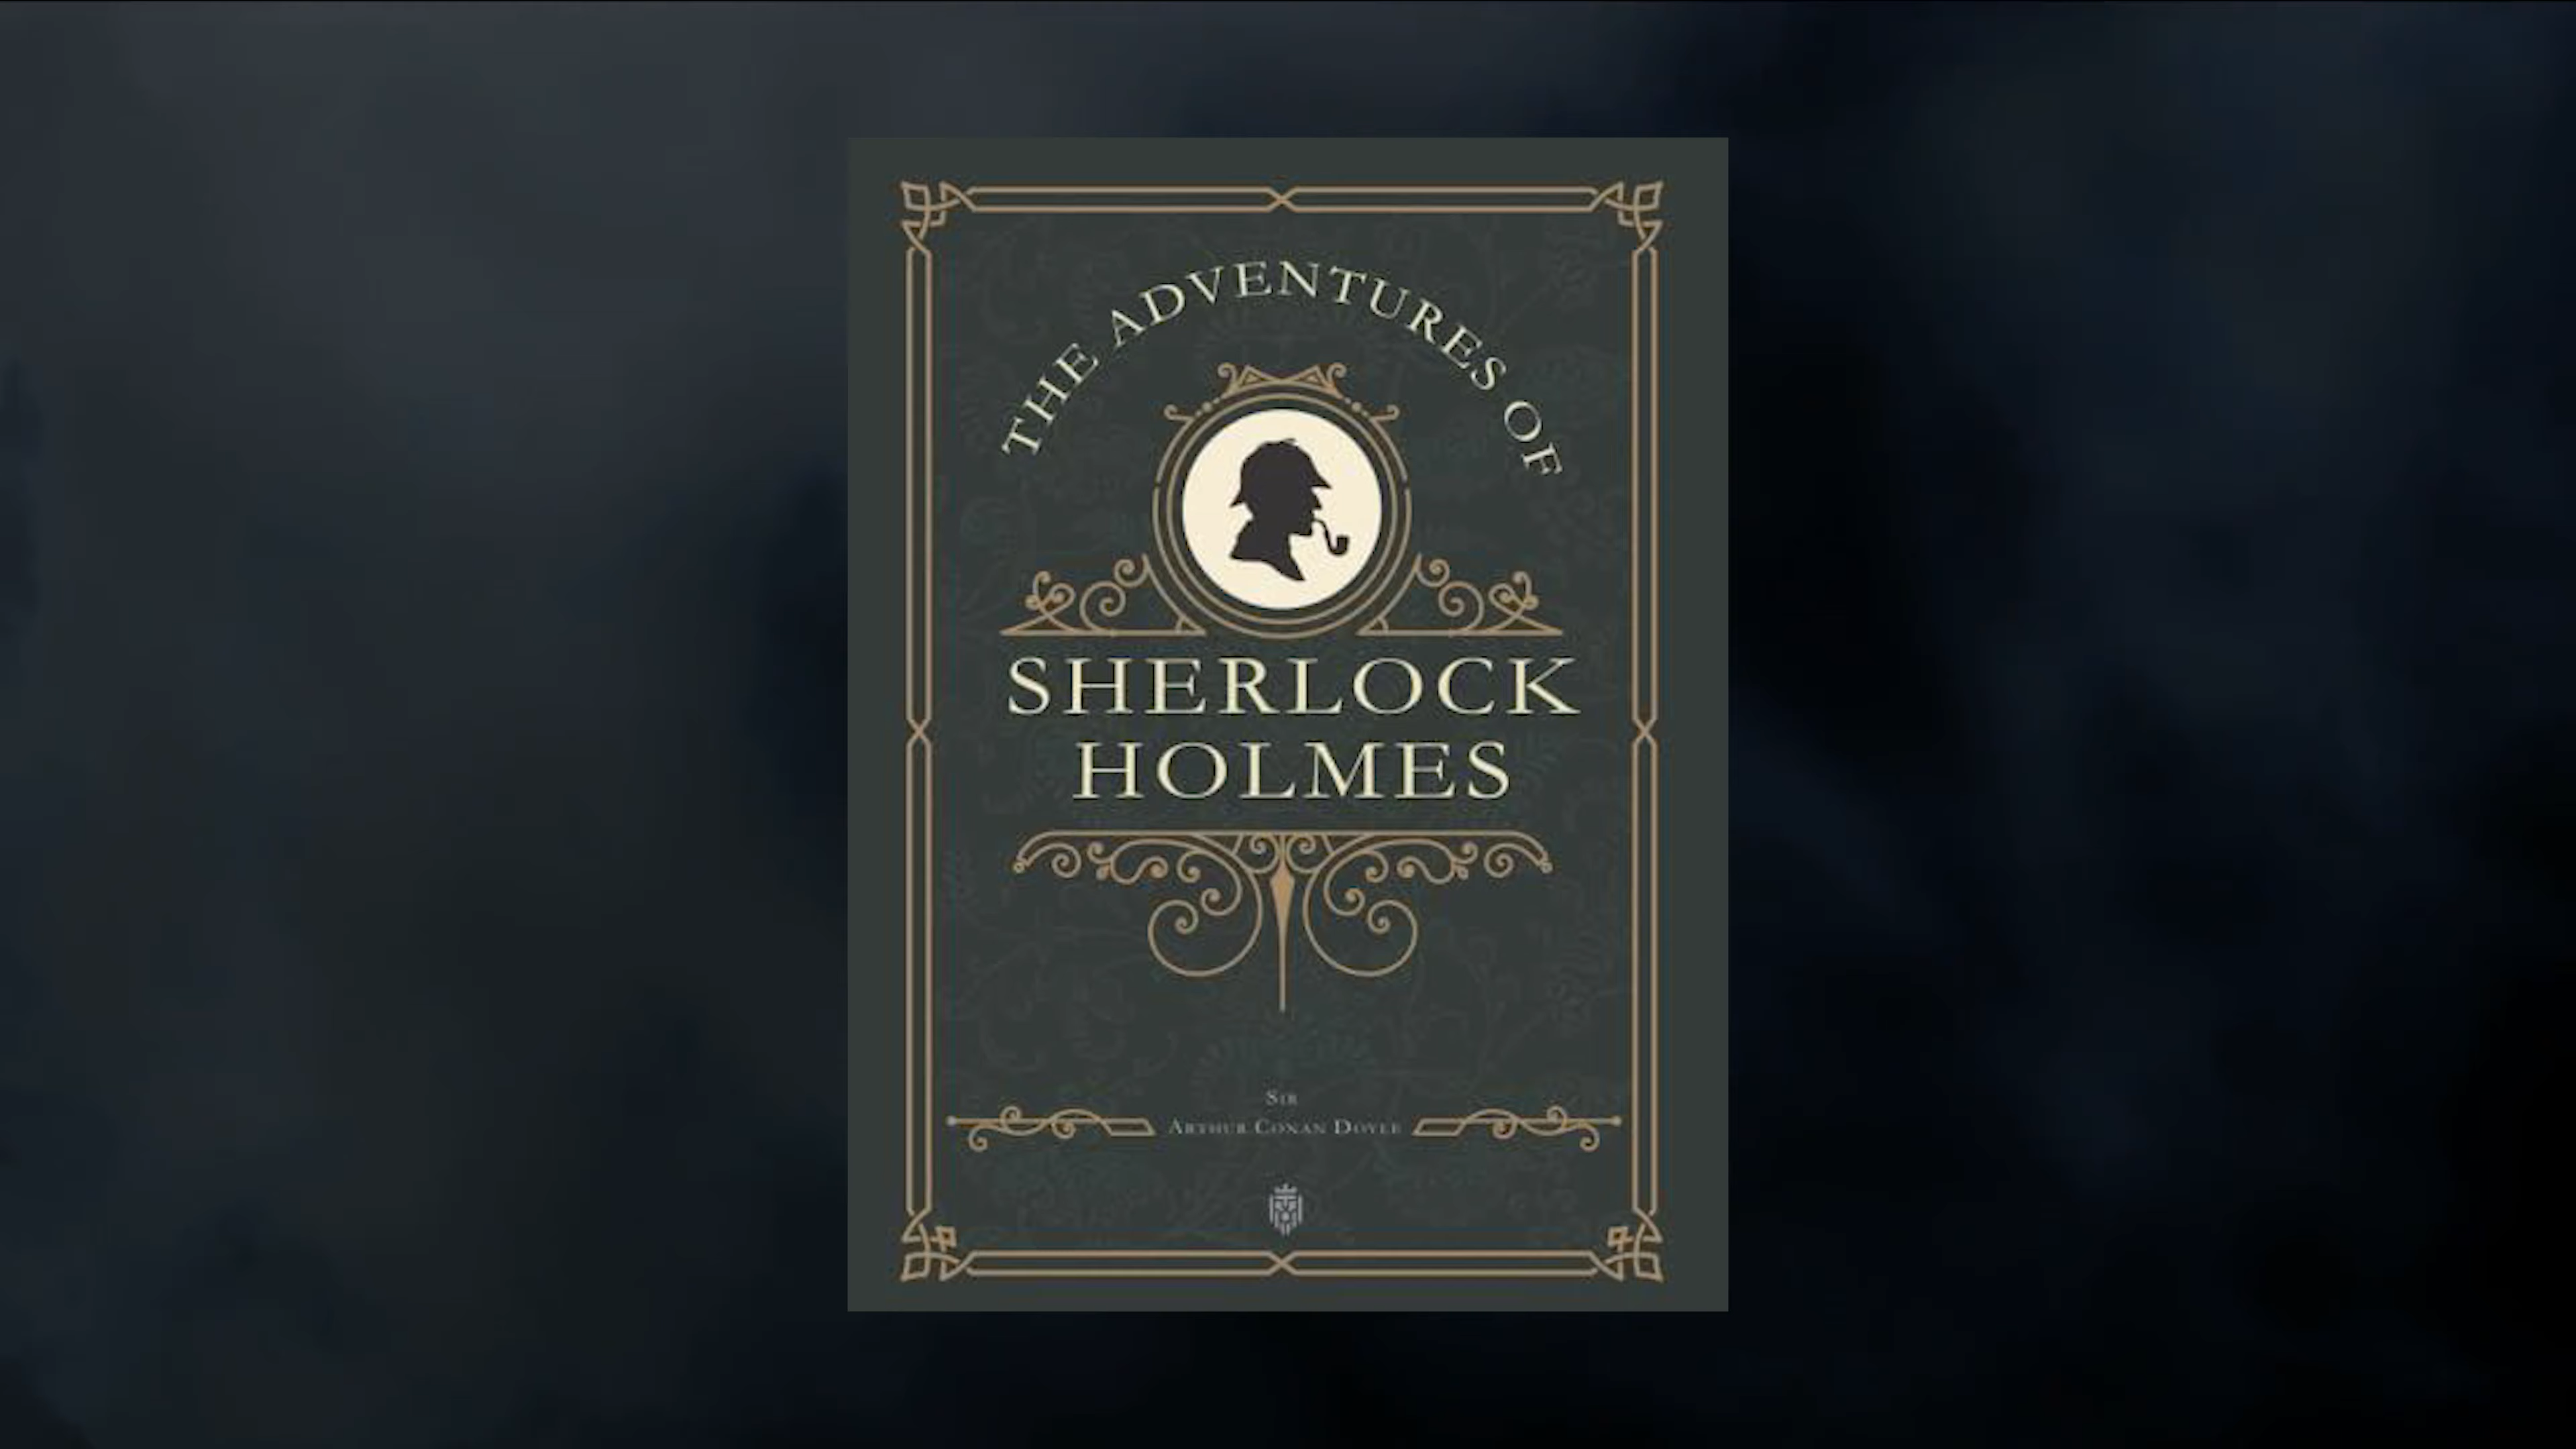 THE ADVENTURES OF
SHERLOCK
HOLMES
SIR
ARTHUR CONAN DOYLE